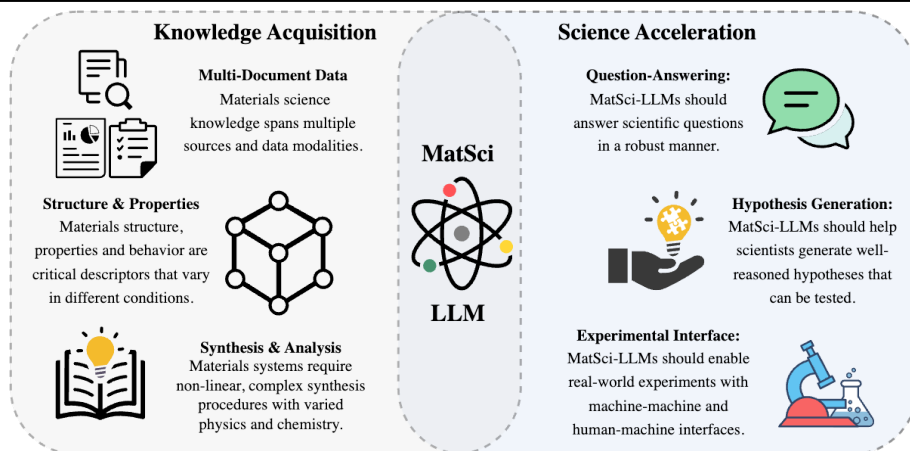 Knowledge Acquisition
Multi-Document Data
Materials science
knowledge spans multiple
sources and data modalities.
Structure & Properties
Materials structure,
properties and behavior are
critical descriptors that vary
in different conditions.
Synthesis & Analysis
Materials systems require
non-linear, complex synthesis
procedures with varied
physics and chemistry.
MatSci
LLM
Science Acceleration
Question-Answering:
MatSci-LLMs should
answer scientific questions
in a robust manner.
Hypothesis Generation:
MatSci-LLMs should help
scientists generate well-
reasoned hypotheses that
can be tested.
Experimental Interface:
MatSci-LLMs should enable
real-world experiments with
machine-machine and
human-machine interfaces.